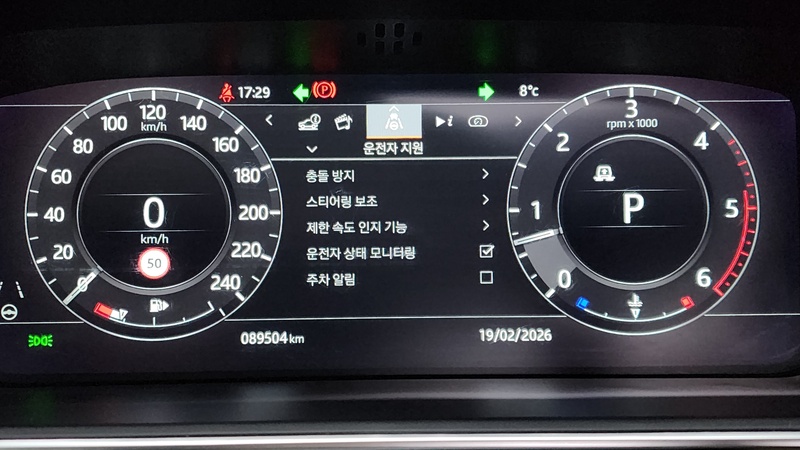 17:29
8°c
120
km/h
100
140
80
160
60
180
40
200
20
220
0
240
0
km/h
50
운전자 지원
충돌 방지
스티어링 보조
제한 속도 인지 기능
운전자 상태 모니터링
주차 알림
3
rpm x 1000
2
4
1
5
0
6
P
089504 km
19/02/2026